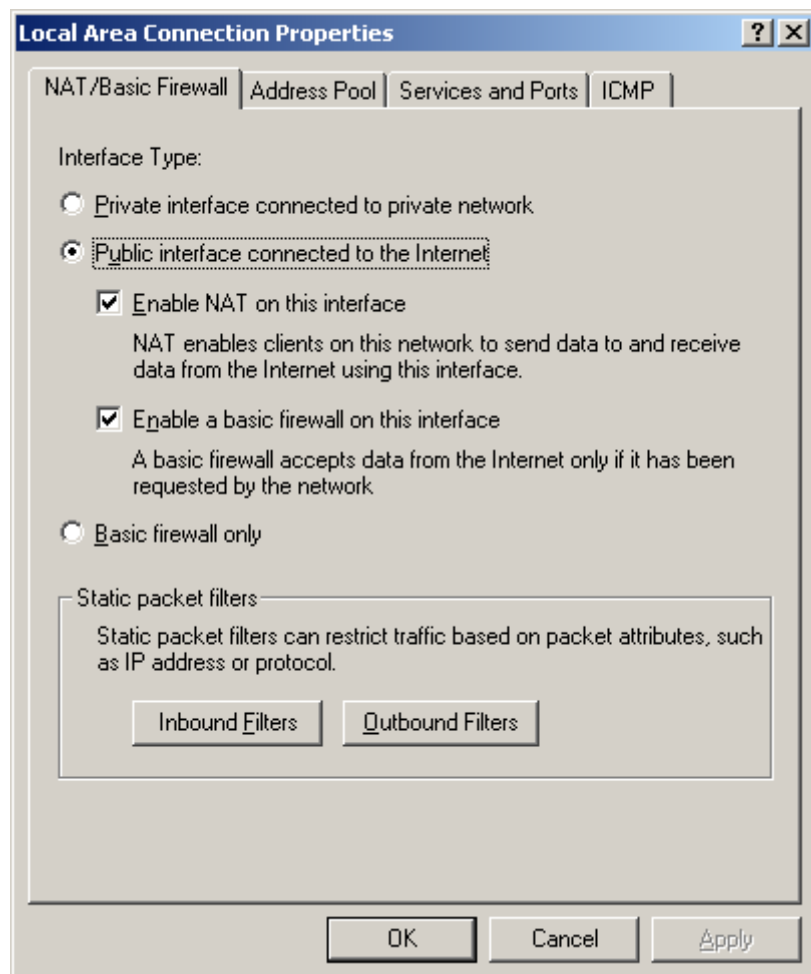 Local Area Connection Properties
NAT/Basic Firewall Address Pool Services and Ports ICMP
Interface Type:
Private interface connected to private network
Public interface connected to the Internet
Enable NAT on this interface
NAT enables clients on this network to send data to and receive
data from the Internet using this interface.
Enable a basic firewall on this interface
A basic firewall accepts data from the Internet only if it has been
requested by the network
Basic firewall only
Static packet filters
Static packet filters can restrict traffic based on packet attributes, such
as IP address or protocol.
Inbound Filters Outbound Filters
OK Cancel Apply